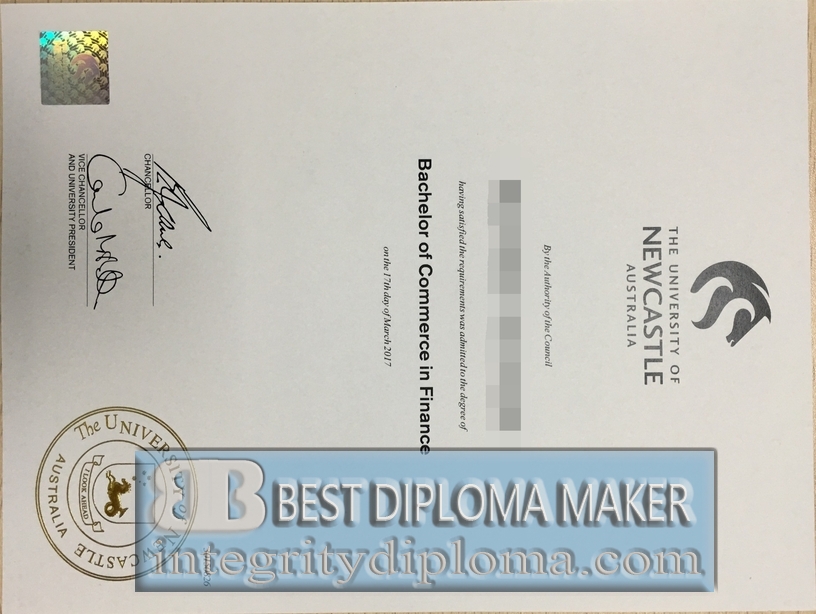 THE UNIVERSITY OF
NEWCASTLE
AUSTRALIA
By the Authority of the Council
having satisfied the requirements was admitted to the degree of
Bachelor of Commerce in Finance
on the 17th day of March 2017
CHANCELLOR
VICE CHANCELLOR
AND UNIVERSITY PRESIDENT
The UNIVERSITY of NEWCASTLE
AUSTRALIA
I LOOK AHEAD
BEST DIPLOMA MAKER
integritydiploma.com